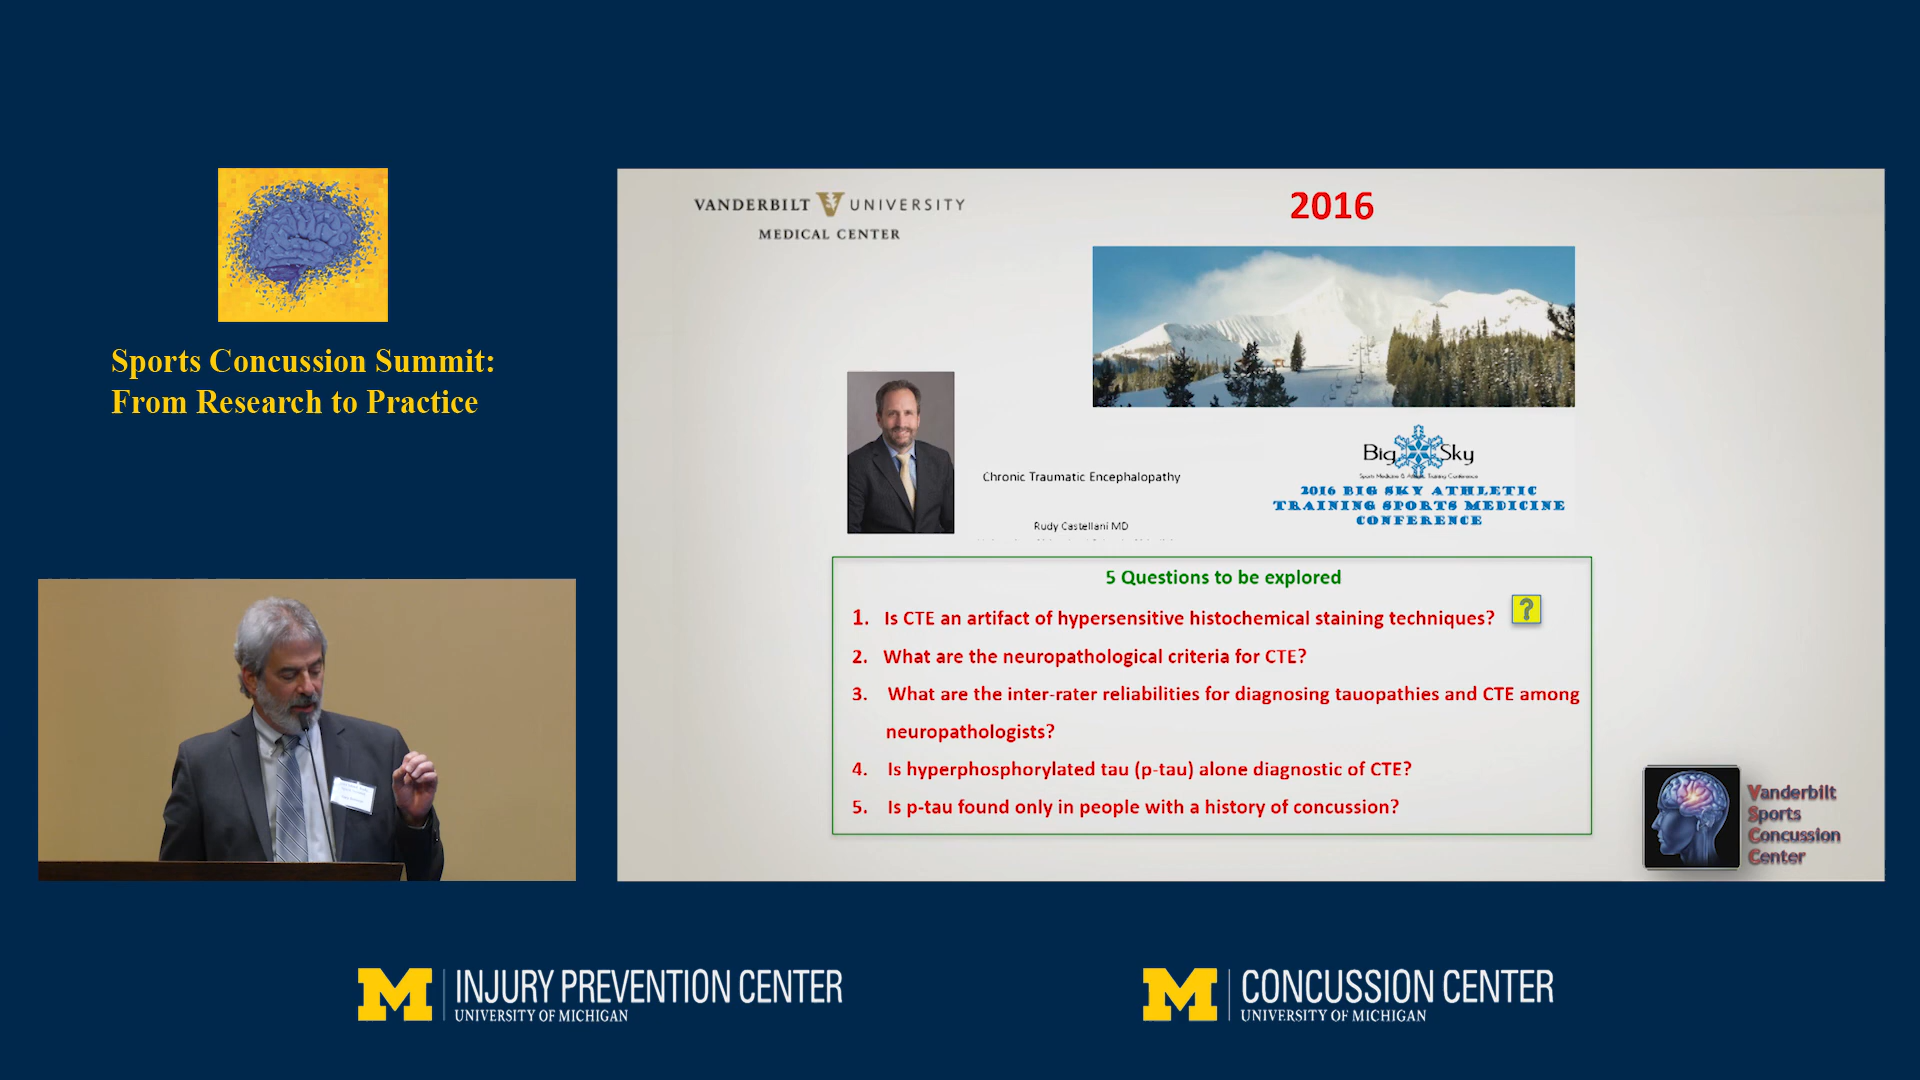 Sports Concussion Summit:
From Research to Practice
VANDERBILT V UNIVERSITY
MEDICAL CENTER
2016
Chronic Traumatic Encephalopathy
Rudy Castellani MD
Big Sky
Sports Medicine & Athletic Training Conference
2016 BIG SKY ATHLETIC
TRAINING SPORTS MEDICINE
CONFERENCE
5 Questions to be explored
1. Is CTE an artifact of hypersensitive histochemical staining techniques? ?
2. What are the neuropathological criteria for CTE?
3. What are the inter-rater reliabilities for diagnosing tauopathies and CTE among
neuropathologists?
4. Is hyperphosphorylated tau (p-tau) alone diagnostic of CTE?
5. Is p-tau found only in people with a history of concussion?
Vanderbilt
Sports
Concussion
Center
M INJURY PREVENTION CENTER
UNIVERSITY OF MICHIGAN
M CONCUSSION CENTER
UNIVERSITY OF MICHIGAN